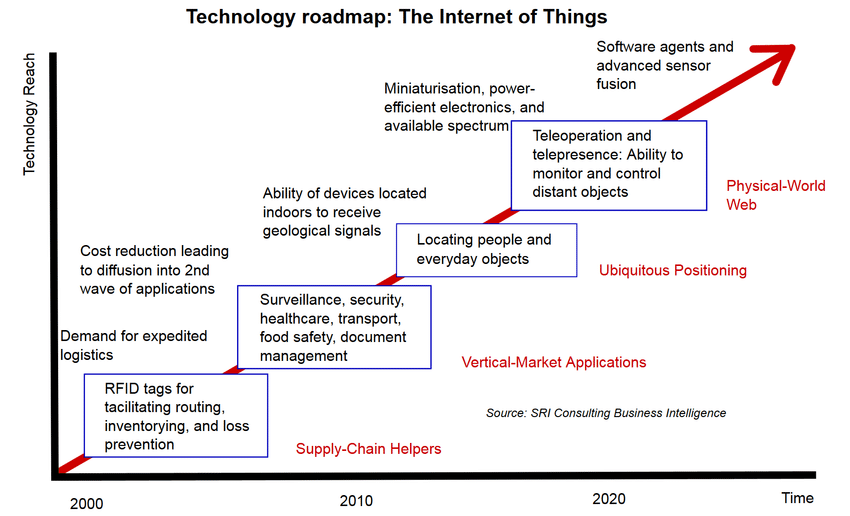 Technology roadmap: The Internet of Things
Technology Reach
Software agents and
advanced sensor
fusion
Miniaturisation, power-
efficient electronics, and
available spectrum
Teleoperation and
telepresence: Ability to
monitor and control
distant objects
Physical-World
Web
Ability of devices located
indoors to receive
geological signals
Locating people and
everyday objects
Ubiquitous Positioning
Cost reduction leading
to diffusion into 2nd
wave of applications
Surveillance, security,
healthcare, transport,
food safety, document
management
Vertical-Market Applications
Demand for expedited
logistics
RFID tags for
tacilitating routing,
inventorying, and loss
prevention
Supply-Chain Helpers
Source: SRI Consulting Business Intelligence
2000
2010
2020
Time